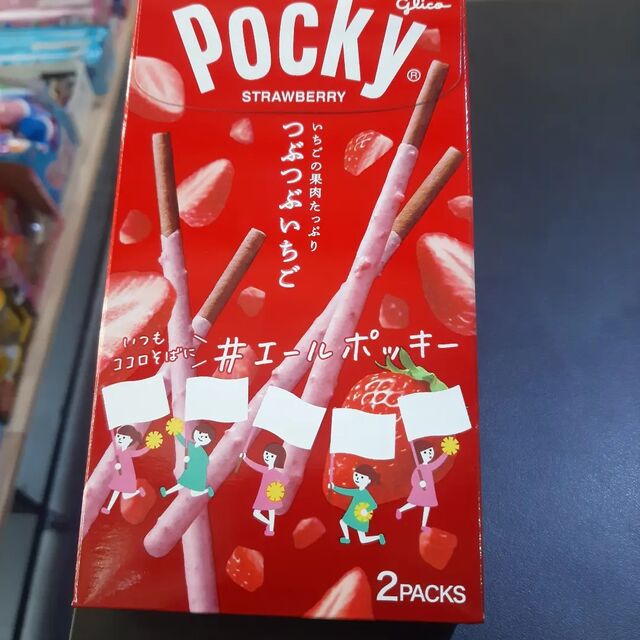 Glico
Pocky®
STRAWBERRY
いちごの果肉たっぷり
つぶつぶいちご
いつも
ココロそばに
#エールポッキー
2PACKS